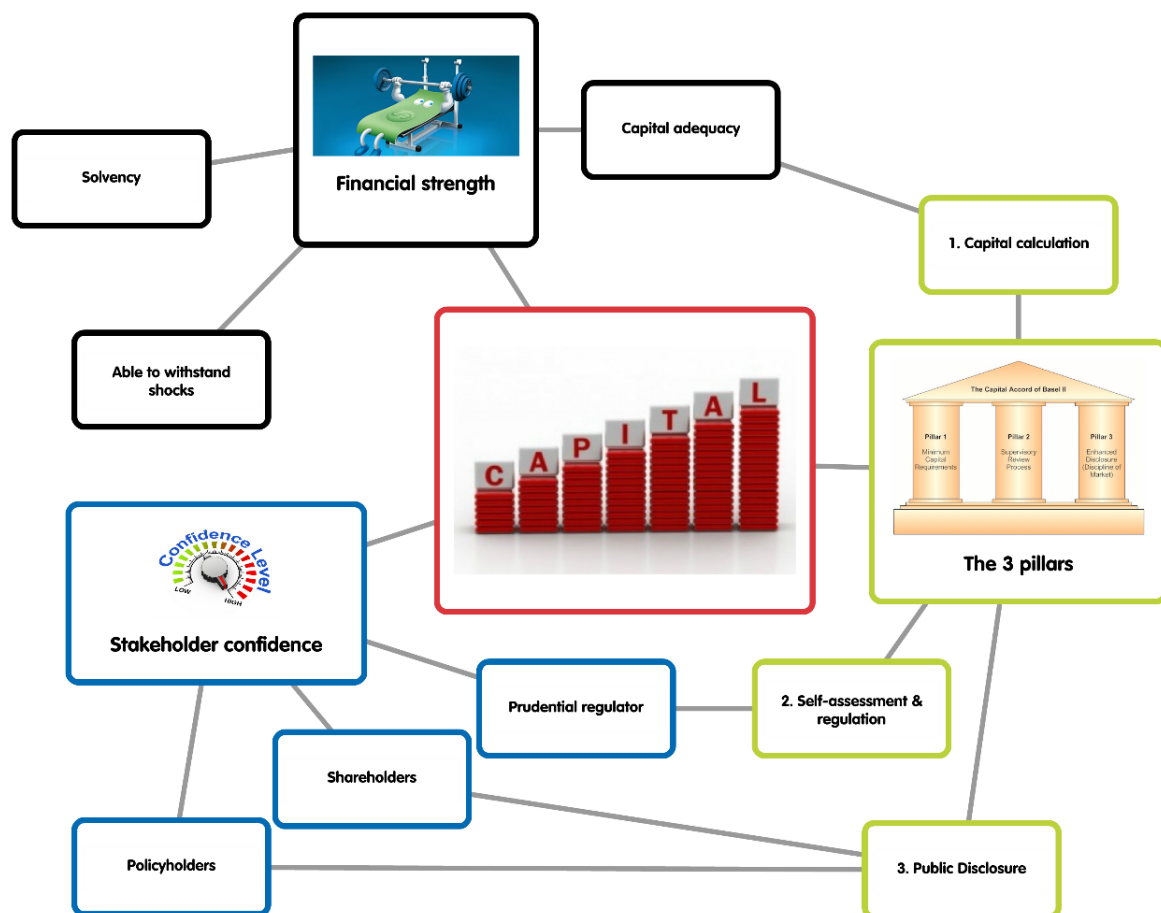 Financial strength
Capital adequacy
Solvency
1. Capital calculation
Able to withstand
shocks
C A P I T A L
The Capital Accord of Basel II
Pillar 1
Minimum
Capital
Requirements
Pillar 2
Supervisory
Review
Process
Pillar 3
Enhanced
Disclosure
(Discipline of
Market)
The 3 pillars
Confidence Level
LOW
HIGH
Stakeholder confidence
Prudential regulator
2. Self-assessment &
regulation
Shareholders
Policyholders
3. Public Disclosure